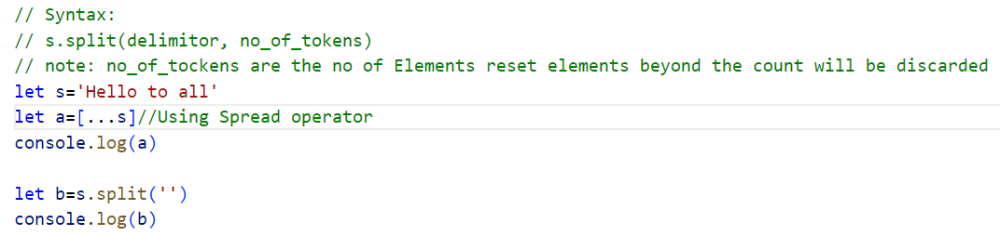 // Syntax:
// s.split(delimitor, no_of_tokens)
// note: no_of_tockens are the no of Elements reset elements beyond the count will be discarded
let s='Hello to all'
let a=[...s]//Using Spread operator
console.log(a)
let b=s.split('')
console.log(b)